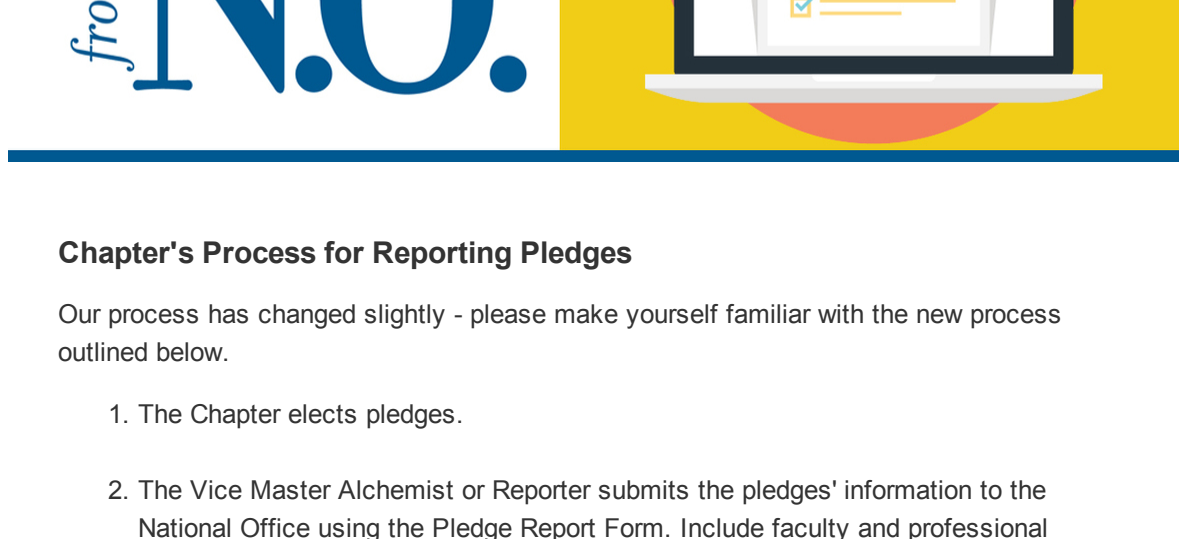 fro
N.O.
Chapter's Process for Reporting Pledges
Our process has changed slightly - please make yourself familiar with the new process
outlined below.
1. The Chapter elects pledges.
2. The Vice Master Alchemist or Reporter submits the pledges' information to the
National Office using the Pledge Report Form. Include faculty and professional